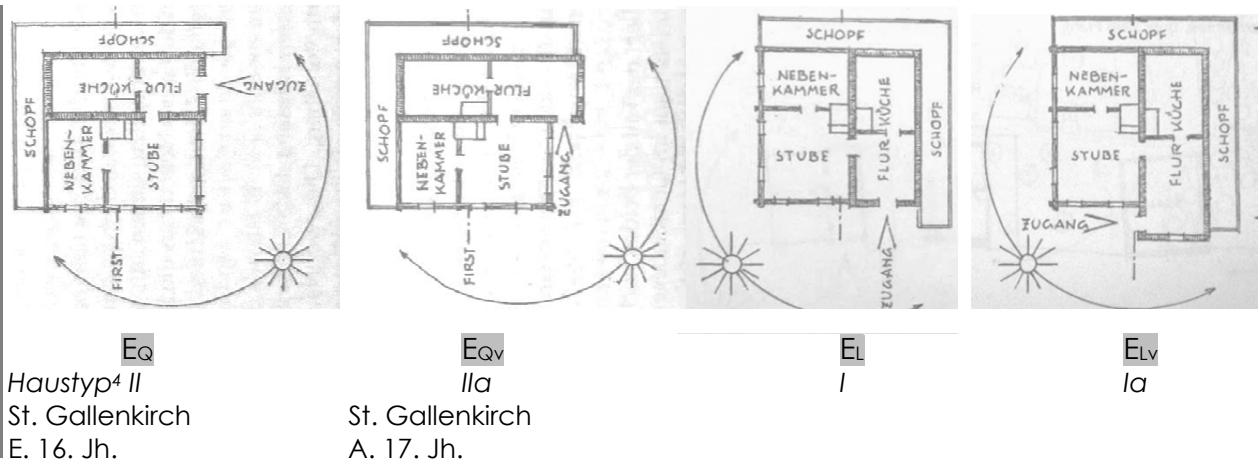 SCHOPF
SCHOPF
KÜCHE
FLUR
ZUGANG
NEBEN-
KAMMER
STUBE
FIRST
SCHOPF
SCHOPF
KÜCHE
FLUR
NEBEN-
KAMMER
STUBE
ZUGANG
FIRST
SCHOPF
NEBEN-
KAMMER
KÜCHE
STUBE
FLUR
SCHOPF
ZUGANG
SCHOPF
NEBEN-
KAMMER
KÜCHE
STUBE
FLUR
SCHOPF
ZUGANG
EQ EQv EL ELv
Haustyp⁴ II IIa I Ia
St. Gallenkirch St. Gallenkirch
E. 16. Jh. A. 17. Jh.